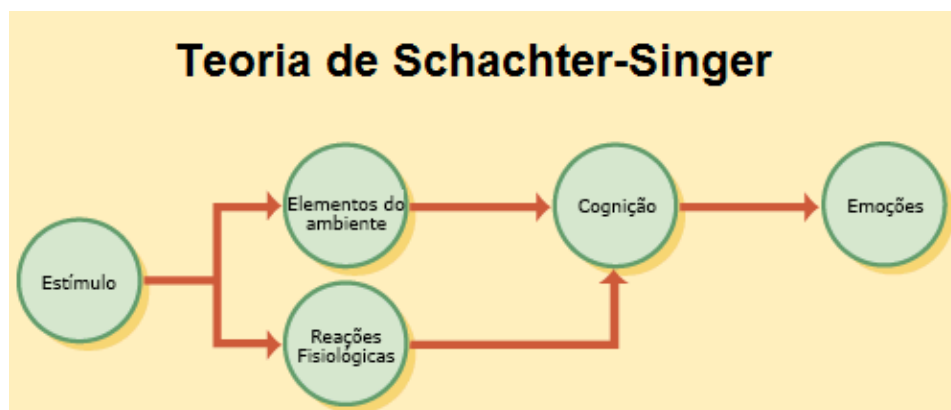 Teoria de Schachter-Singer
Estímulo
Elementos do
ambiente
Reações
Fisiológicas
Cognição
Emoções